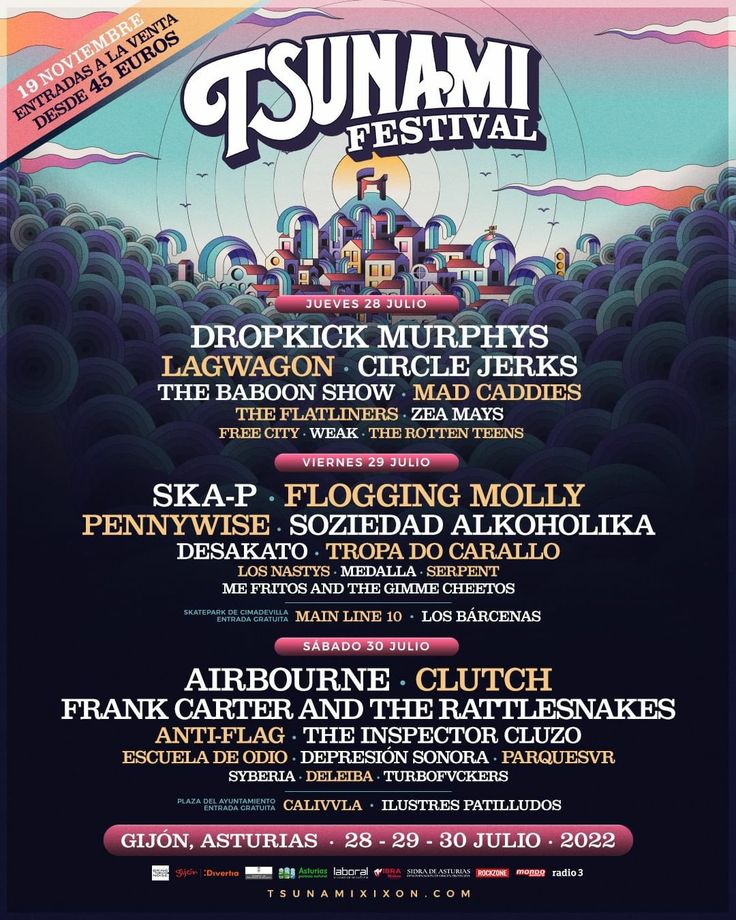 19 NOVIEMBRE
ENTRADAS A LA VENTA
DESDE 45 EUROS
TSUNAMI
FESTIVAL
JUEVES 28 JULIO
DROPKICK MURPHYS
LAGWAGON · CIRCLE JERKS
THE BABOON SHOW · MAD CADDIES
THE FLATLINERS · ZEA MAYS
FREE CITY · WEAK · THE ROTTEN TEENS
VIERNES 29 JULIO
SKA-P · FLOGGING MOLLY
PENNYWISE · SOZIEDAD ALKOHOLIKA
DESAKATO · TROPA DO CARALLO
LOS NASTYS · MEDALLA · SERPENT
ME FRITOS AND THE GIMME CHEETOS
SKATEPARK DE CIMADEVILLA
ENTRADA GRATUITA
MAIN LINE 10 · LOS BÁRCENAS
SÁBADO 30 JULIO
AIRBOURNE · CLUTCH
FRANK CARTER AND THE RATTLESNAKES
ANTI-FLAG · THE INSPECTOR CLUZO
ESCUELA DE ODIO · DEPRESIÓN SONORA · PARQUESVR
SYBERIA · DELEIBA · TURBOFVCKERS
PLAZA DEL AYUNTAMIENTO
ENTRADA GRATUITA
CALIVVLA · ILUSTRES PATILLUDOS
GIJÓN, ASTURIAS · 28 - 29 - 30 JULIO · 2022
Gijón :Divertia Asturias laboral SIDRA DE ASTURIAS ROCKZONE mondo radio 3
TSUNAMIXIXON.COM